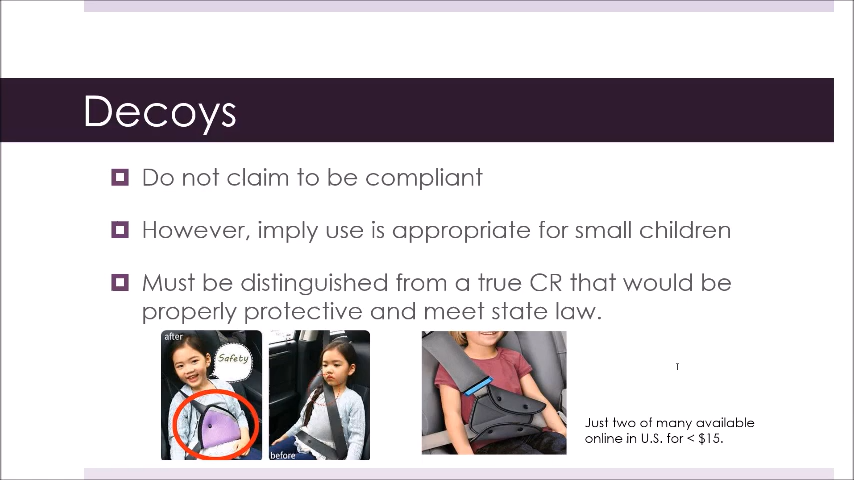 Decoys
Do not claim to be compliant
However, imply use is appropriate for small children
Must be distinguished from a true CR that would be
properly protective and meet state law.
after
Safety
before
Just two of many available
online in U.S. for < $15.